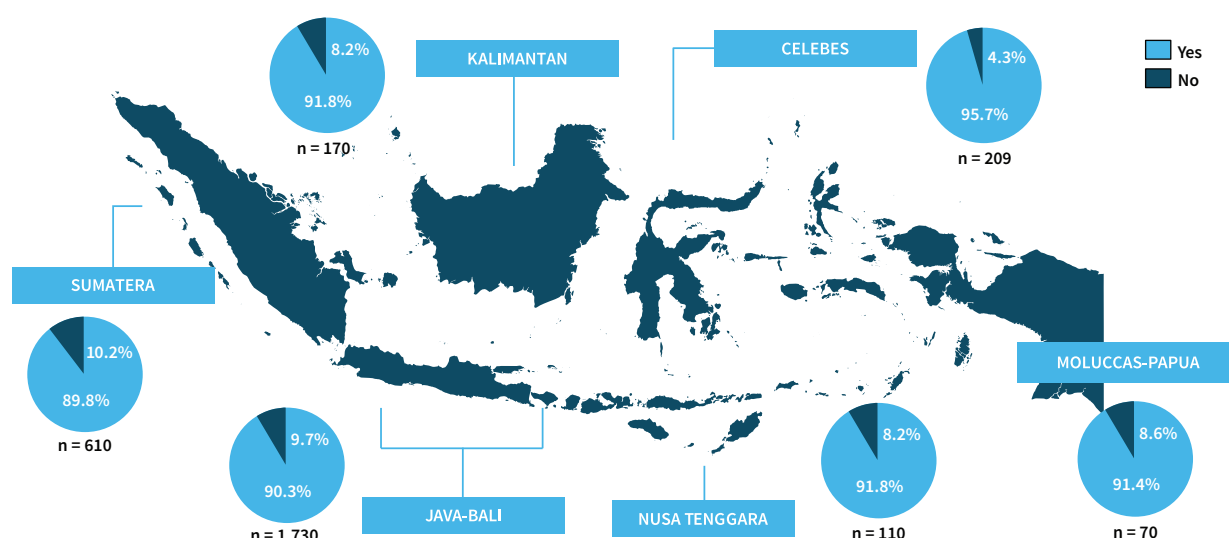 8.2%
91.8%
n = 170
KALIMANTAN
CELEBES
4.3%
95.7%
n = 209
Yes
No
SUMATERA
10.2%
89.8%
n = 610
9.7%
90.3%
n = 1,730
JAVA-BALI
NUSA TENGGARA
8.2%
91.8%
n = 110
MOLUCCAS-PAPUA
8.6%
91.4%
n = 70